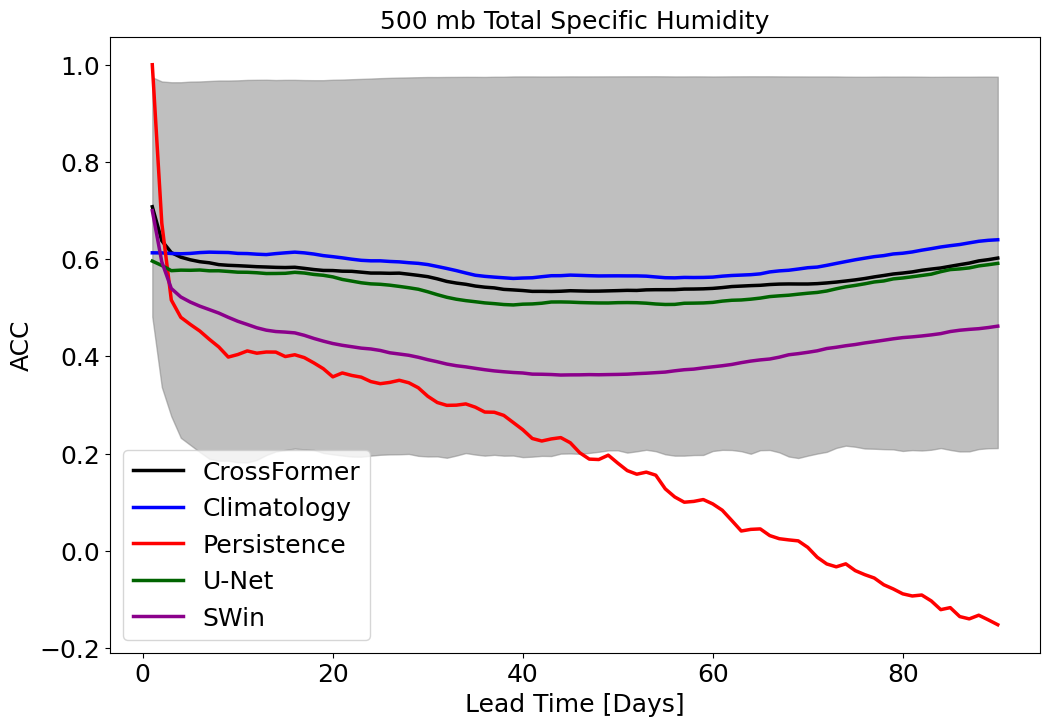 500 mb Total Specific Humidity
ACC
1.0
0.8
0.6
0.4
0.2
0.0
−0.2
CrossFormer
Climatology
Persistence
U-Net
SWin
0 20 40 60 80
Lead Time [Days]